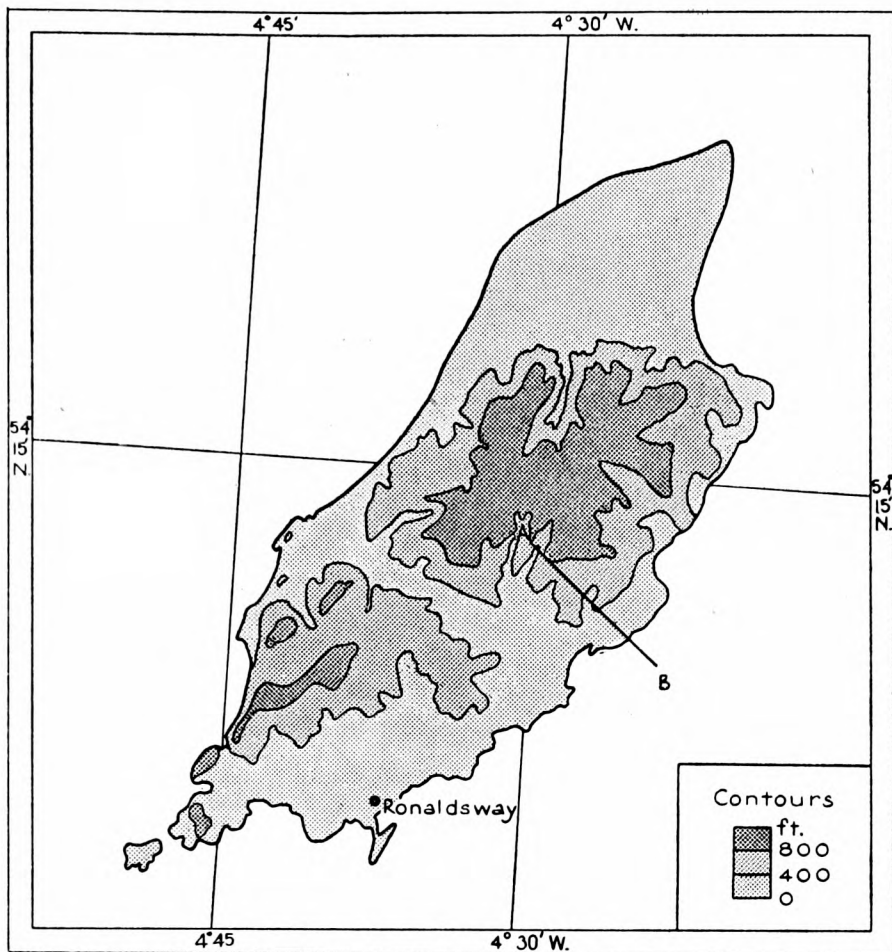 4°45'
4°30' W.
54°
15'
N.
54°
15'
N.
B
Ronaldsway
Contours
ft.
800
400
0
4°45
4°30' W.